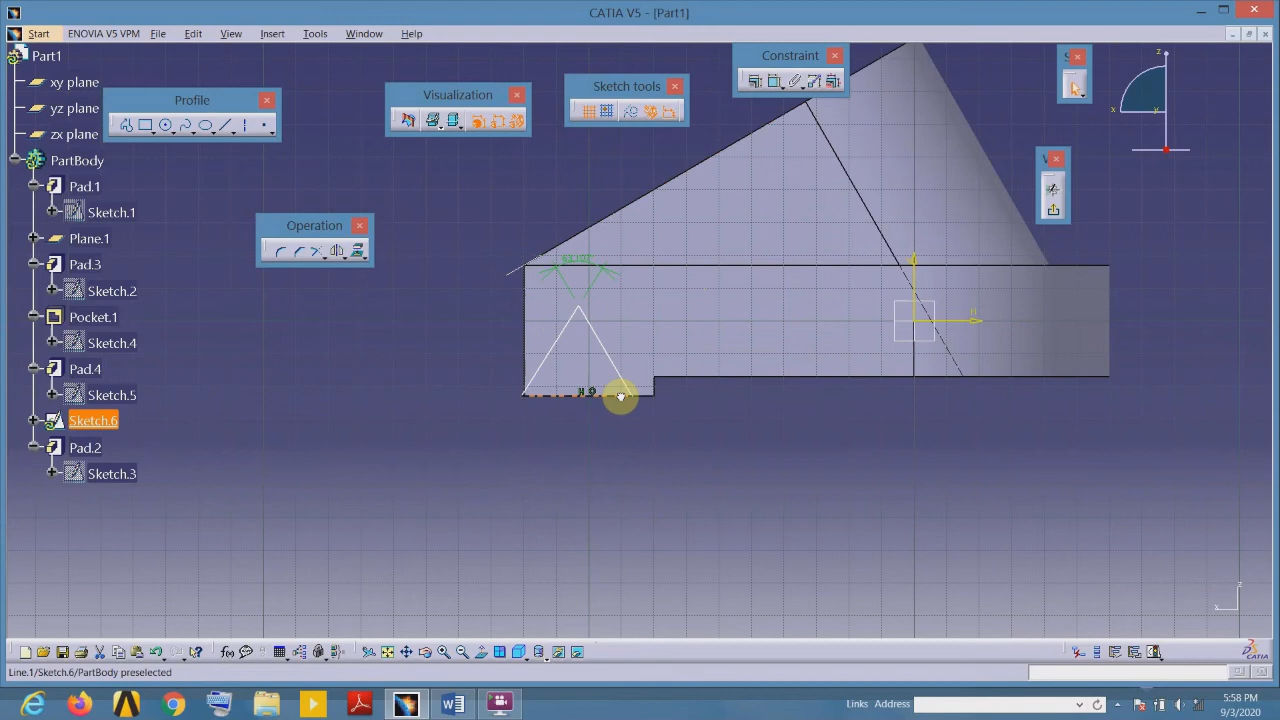 CATIA V5 - [Part1]
Start ENOVIA V5 VPM File Edit Insert Tools Window Help
Part1
xy plane
yz plane
zx plane
PartBody
Pad.1
Sketch.1
Plane.1
Pad.3
Sketch.2
Pocket.1
Sketch.4
Pad.4
Sketch.5
Sketch.6
Pad.2
Sketch.3
Profile
Operation
Visualization
Sketch tools
Constraint
S
V
z
x
y
H
H
z
x
Line.1/Sketch.6/PartBody preselected
CATIA
Links Address
5:58 PM
9/3/2020